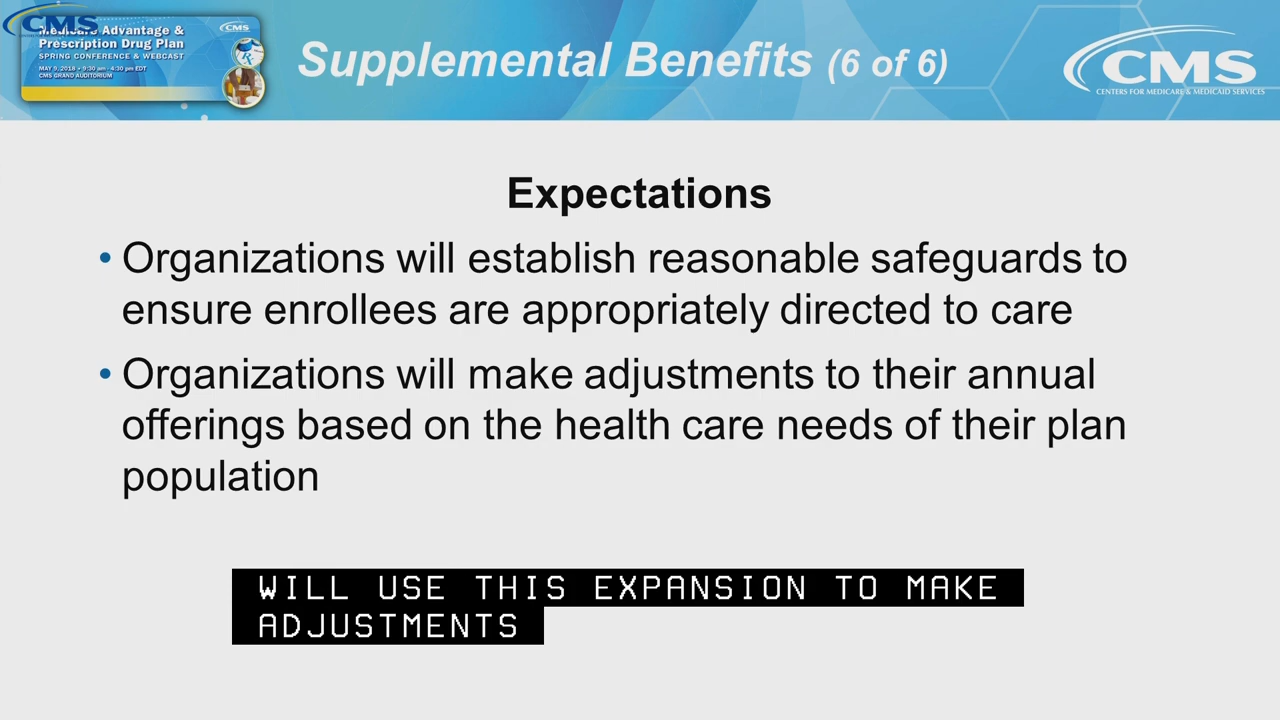 CMS
Medicare Advantage &
Prescription Drug Plan
SPRING CONFERENCE & WEBCAST
MAY 9, 2018 • 9:30 am - 4:30 pm EDT
CMS GRAND AUDITORIUM
CMS
Supplemental Benefits (6 of 6)
CMS
CENTERS FOR MEDICARE & MEDICAID SERVICES
Expectations
• Organizations will establish reasonable safeguards to
ensure enrollees are appropriately directed to care
• Organizations will make adjustments to their annual
offerings based on the health care needs of their plan
population
WILL USE THIS EXPANSION TO MAKE
ADJUSTMENTS